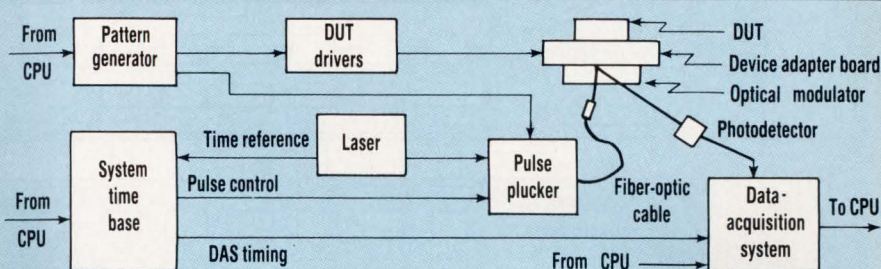 From
CPU
Pattern
generator
DUT
drivers
DUT
Device adapter board
Optical modulator
Photodetector
Time reference
Laser
Pulse
plucker
System
time
base
Pulse control
From
CPU
Fiber-optic
cable
Data-
acquisition
system
To CPU
DAS timing
From CPU